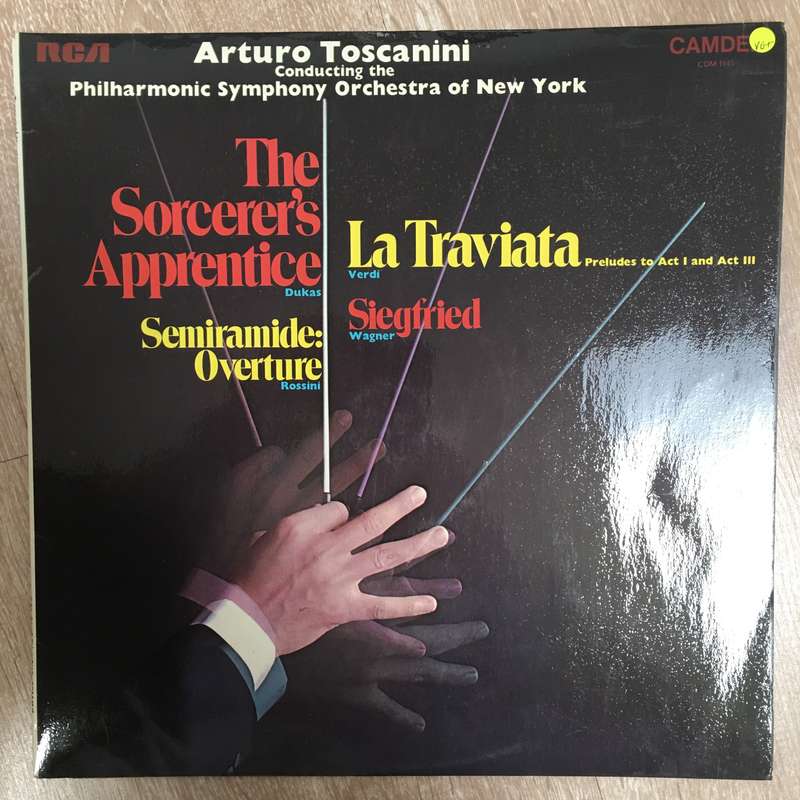 RCA
Arturo Toscanini
Conducting the
Philharmonic Symphony Orchestra of New York
CAMDE
VG+
The
Sorcerer's
Apprentice
Dukas
Semiramide:
Overture
Rossini
La Traviata Preludes to Act I and Act III
Verdi
Siegfried
Wagner